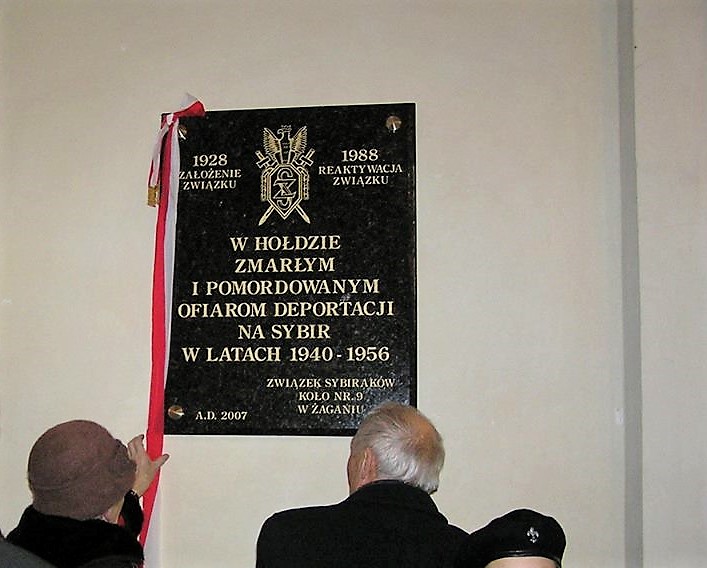 1928
ZAŁOŻENIE
ZWIĄZKU
1988
REAKTYWACJA
ZWIĄZKU
W HOŁDZIE
ZMARŁYM
I POMORDOWANYM
OFIAROM DEPORTACJI
NA SYBIR
W LATACH 1940 - 1956
ZWIĄZEK SYBIRAKÓW
KOŁO NR. 9
W ŻAGANIU
A.D. 2007